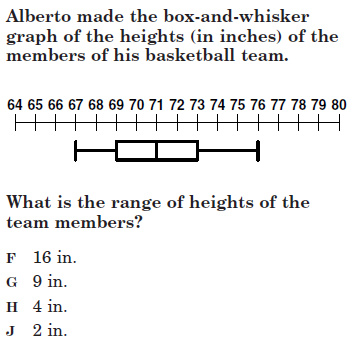 Alberto made the box-and-whisker
graph of the heights (in inches) of the
members of his basketball team.
64 65 66 67 68 69 70 71 72 73 74 75 76 77 78 79 80
What is the range of heights of the
team members?
F 16 in.
G 9 in.
H 4 in.
J 2 in.